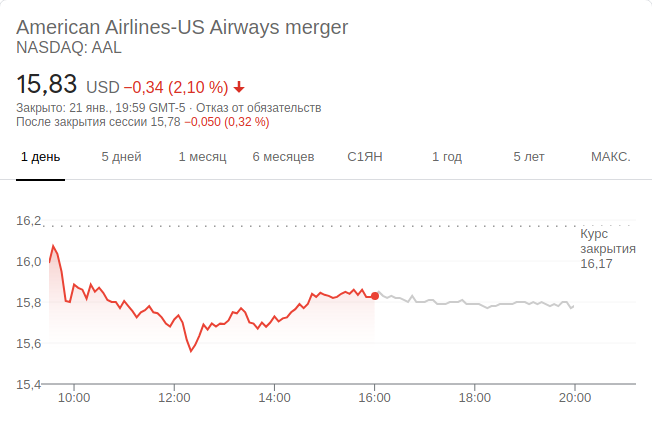 American Airlines-US Airways merger
NASDAQ: AAL
15,83 USD −0,34 (2,10 %)
Закрыто: 21 янв., 19:59 GMT-5 · Отказ от обязательств
После закрытия сессии 15,78 −0,050 (0,32 %)
1 день 5 дней 1 месяц 6 месяцев С1ЯН 1 год 5 лет МАКС.
16,2
Курс
закрытия
16,17
16,0
15,8
15,6
15,4
10:00 12:00 14:00 16:00 18:00 20:00